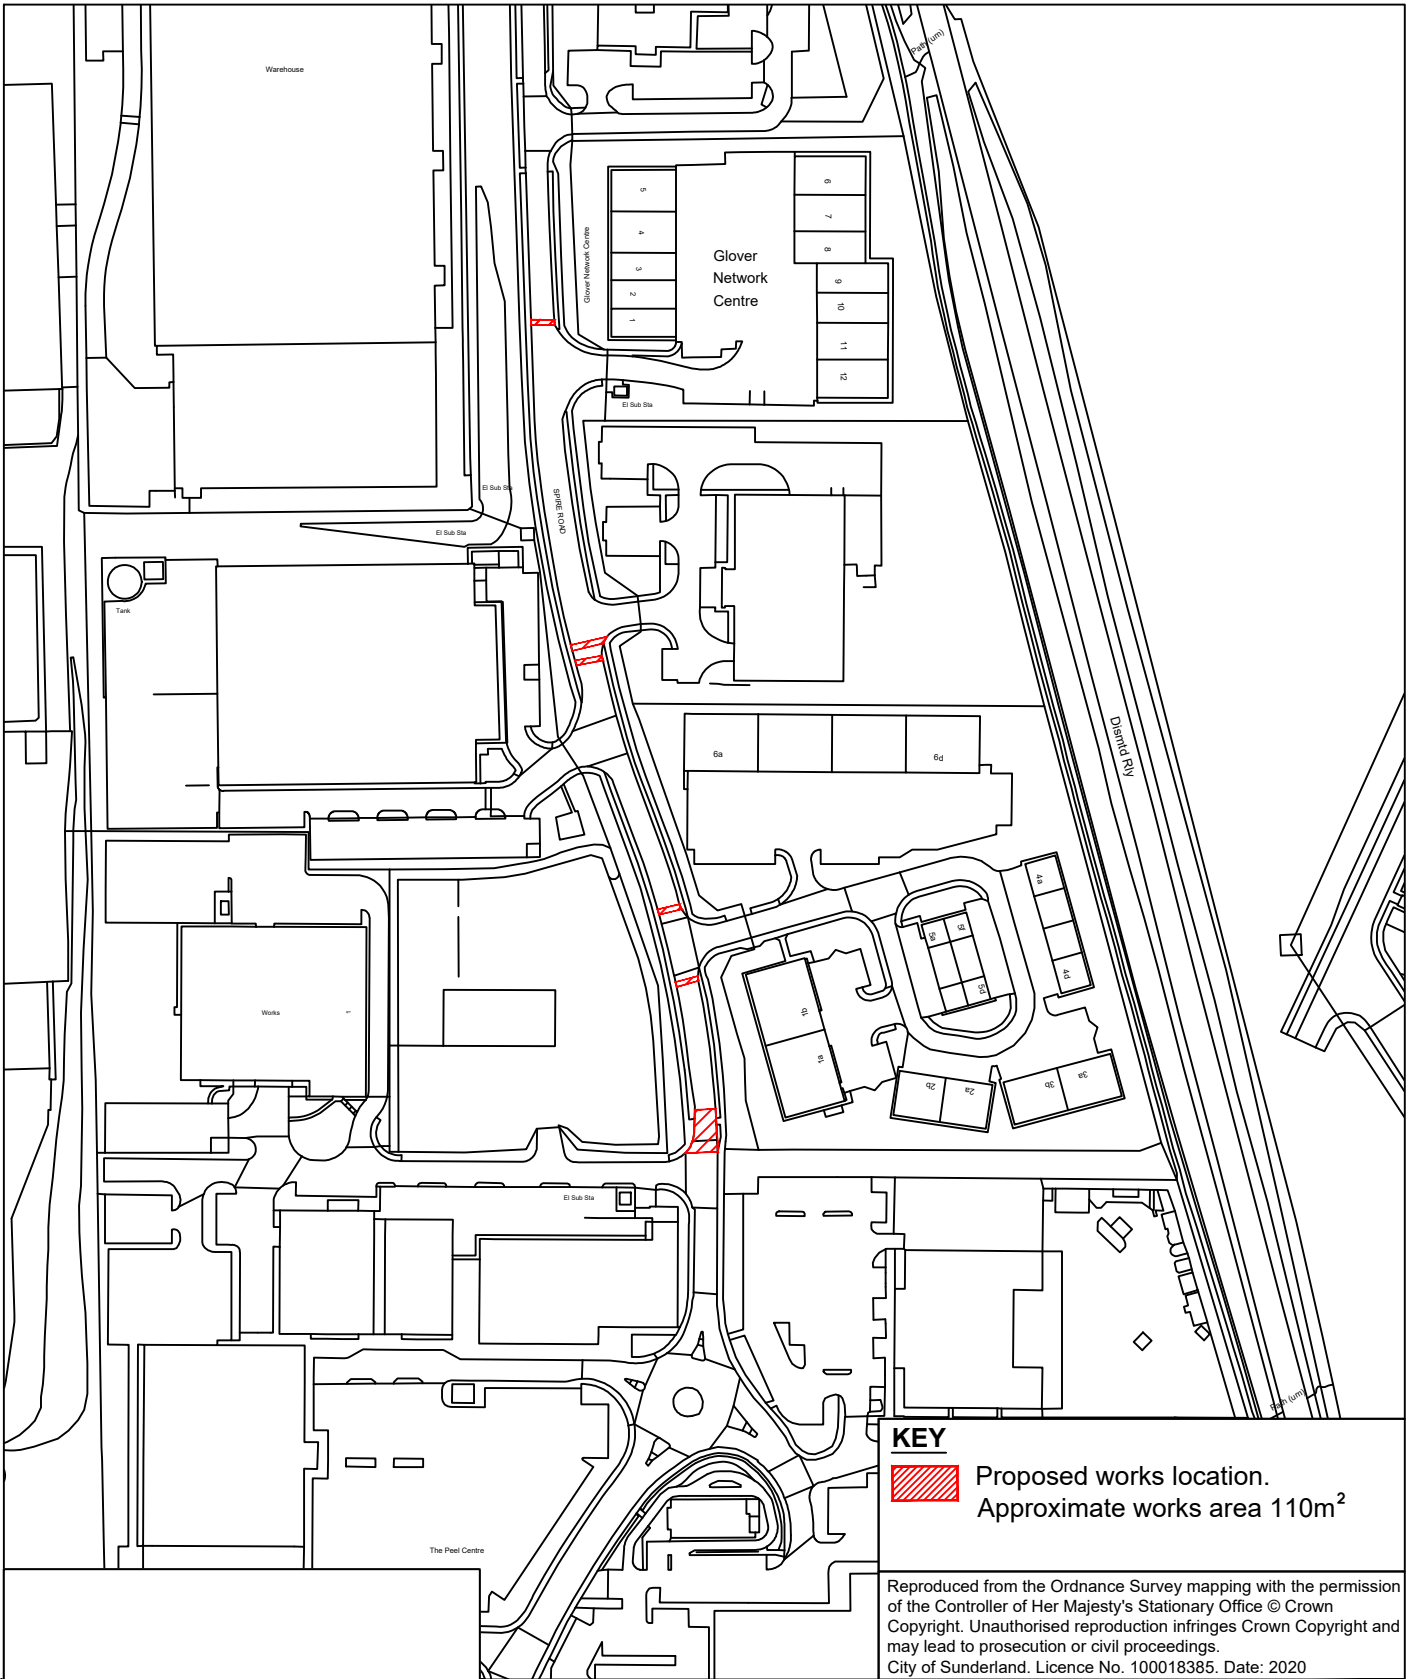 Path (um)
Warehouse
5
4
3
2
1
Glover Network Centre
Glover
Network
Centre
6
7
8
9
10
11
12
El Sub Sta
SPIRE ROAD
El Sub Sta
El Sub Sta
Tank
Dismtd Rly
6a
6d
4a
5e
5f
5d
4d
1b
1a
Works
1
2b
2a
3b
3a
El Sub Sta
Path (um)
The Peel Centre
KEY
Proposed works location.
Approximate works area 110m²
Reproduced from the Ordnance Survey mapping with the permission
of the Controller of Her Majesty's Stationary Office © Crown
Copyright. Unauthorised reproduction infringes Crown Copyright and
may lead to prosecution or civil proceedings.
City of Sunderland. Licence No. 100018385. Date: 2020